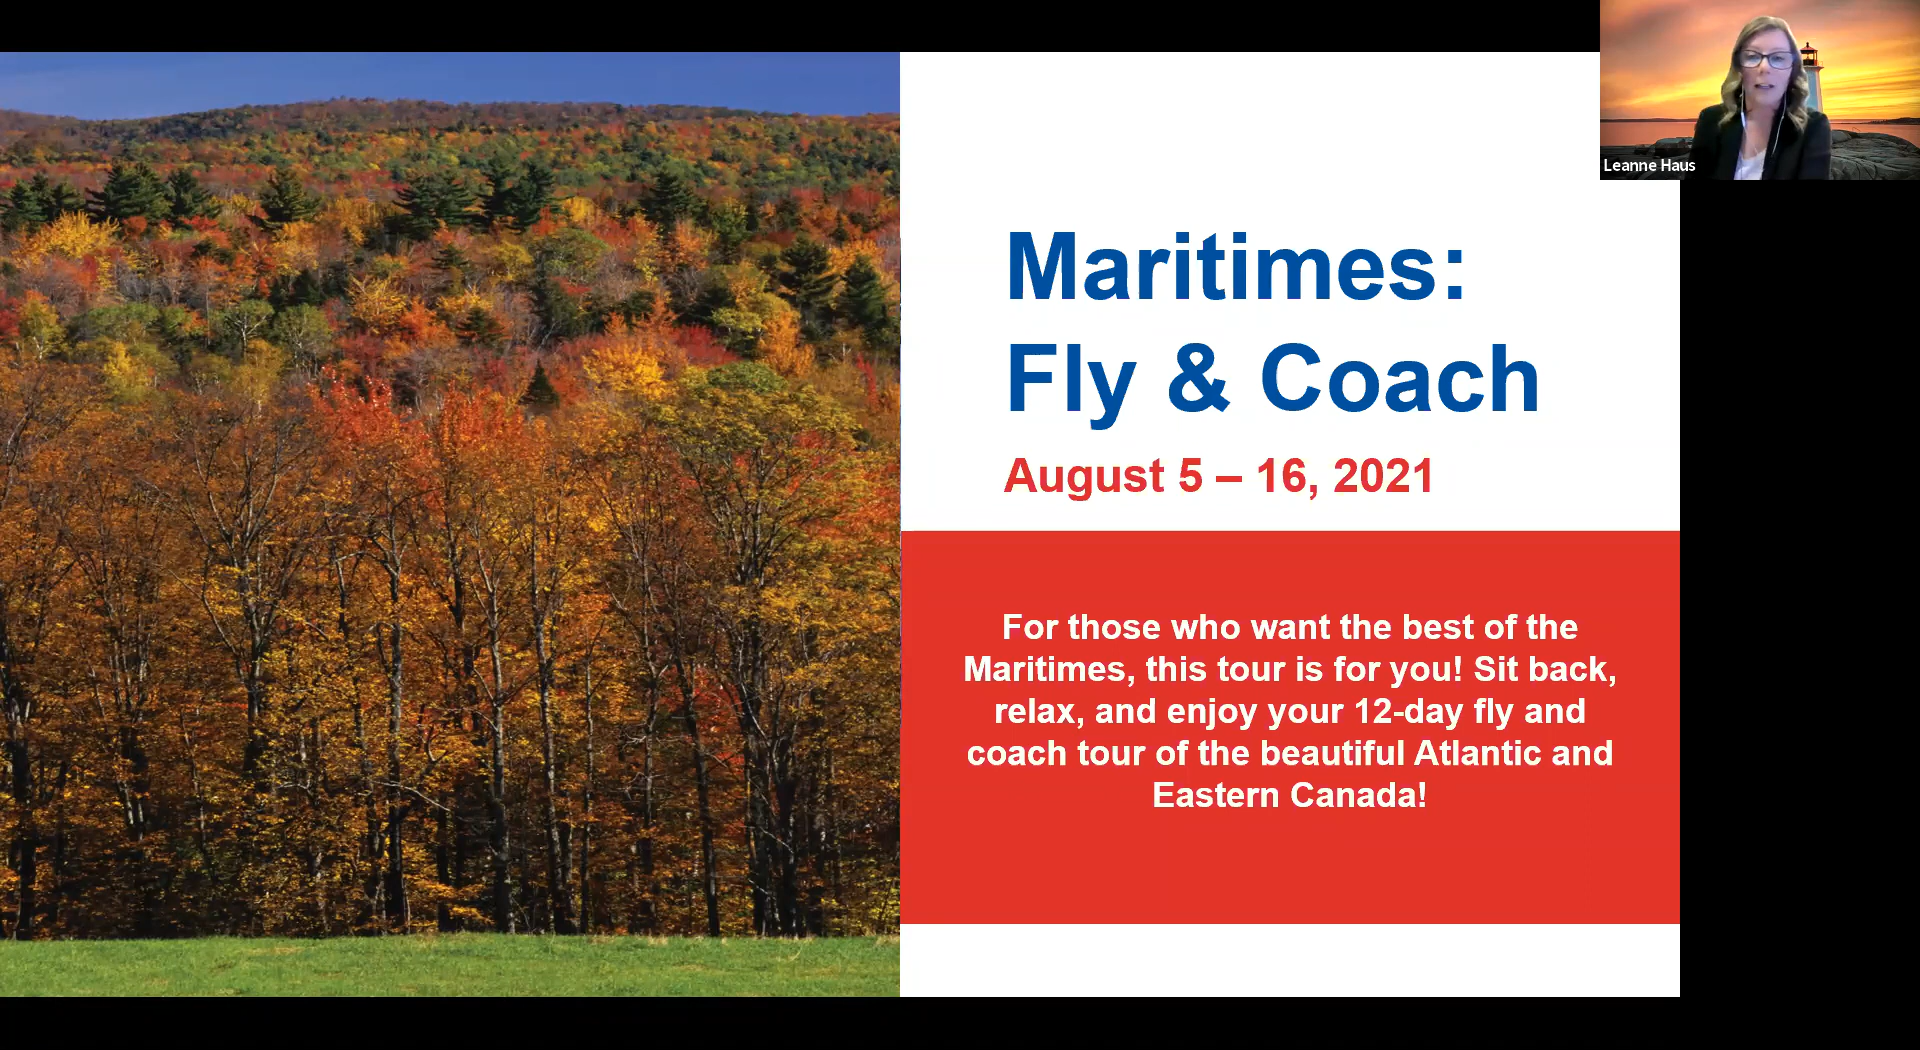 Leanne Haus
Maritimes:
Fly & Coach
August 5 – 16, 2021
For those who want the best of the
Maritimes, this tour is for you! Sit back,
relax, and enjoy your 12-day fly and
coach tour of the beautiful Atlantic and
Eastern Canada!